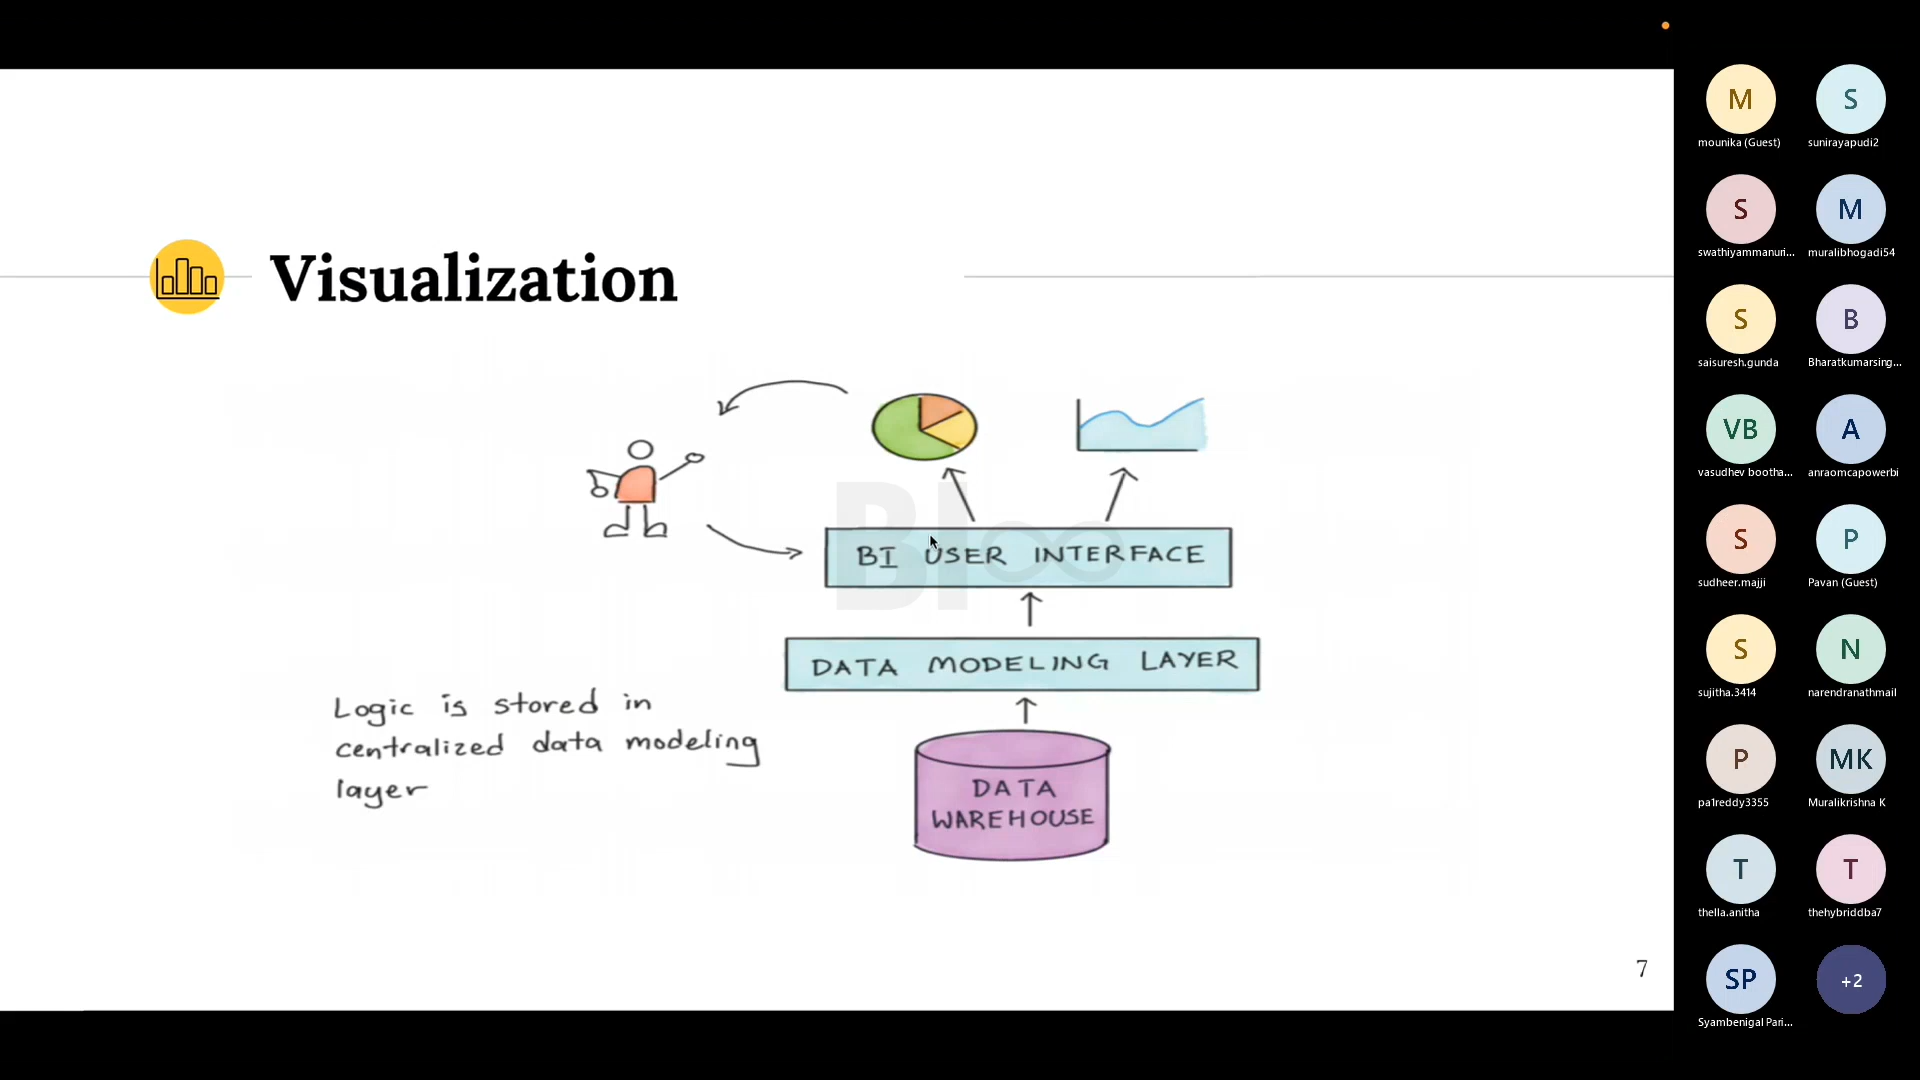 Visualization
BI USER INTERFACE
DATA MODELING LAYER
Logic is stored in
centralized data modeling
layer
DATA
WAREHOUSE
BI
7
M
mounika (Guest)
S
sunirayapudi2
S
swathiyammanuri...
M
muralibhogadi54
S
saisuresh.gunda
B
Bharatkumarsing...
VB
vasudhev bootha...
A
anraomcapowerbi
S
sudheer.majji
P
Pavan (Guest)
S
sujitha.3414
N
narendranathmail
P
pa1reddy3355
MK
Muralikrishna K
T
thella.anitha
T
thehybriddba7
SP
Syambenigal Pari...
+2